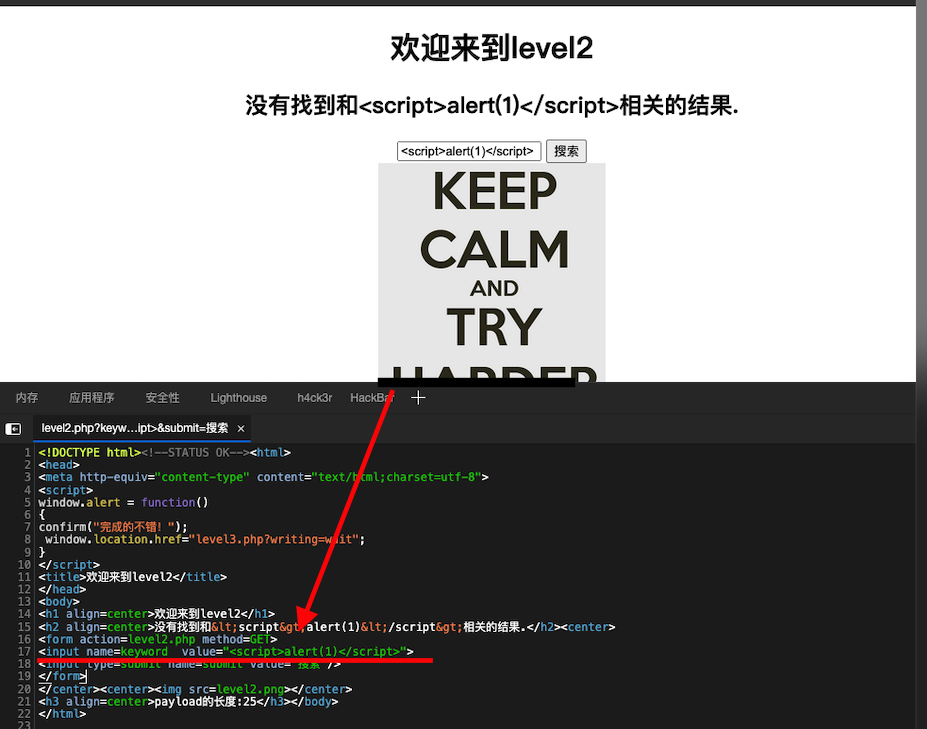 欢迎来到level2
没有找到和<script>alert(1)</script>相关的结果.
<script>alert(1)</script> 搜索
KEEP
CALM
AND
TRY
HARDER
内存 应用程序 安全性 Lighthouse h4ck3r HackBar
level2.php?keyw…ipt>&submit=搜索 ×
1 <!DOCTYPE html><!--STATUS OK--><html>
2 <head>
3 <meta http-equiv="content-type" content="text/html;charset=utf-8">
4 <script>
5 window.alert = function()
6 {
7 confirm("完成的不错！");
8 window.location.href="level3.php?writing=wait";
9 }
10 </script>
11 <title>欢迎来到level2</title>
12 </head>
13 <body>
14 <h1 align=center>欢迎来到level2</h1>
15 <h2 align=center>没有找到和&lt;script&gt;alert(1)&lt;/script&gt;相关的结果.</h2><center>
16 <form action=level2.php method=GET>
17 <input name=keyword  value="<script>alert(1)</script>">
18 <input type=submit name=submit value="搜索"/>
19 </form>
20 </center><center><img src=level2.png></center>
21 <h3 align=center>payload的长度:25</h3></body>
22 </html>
23